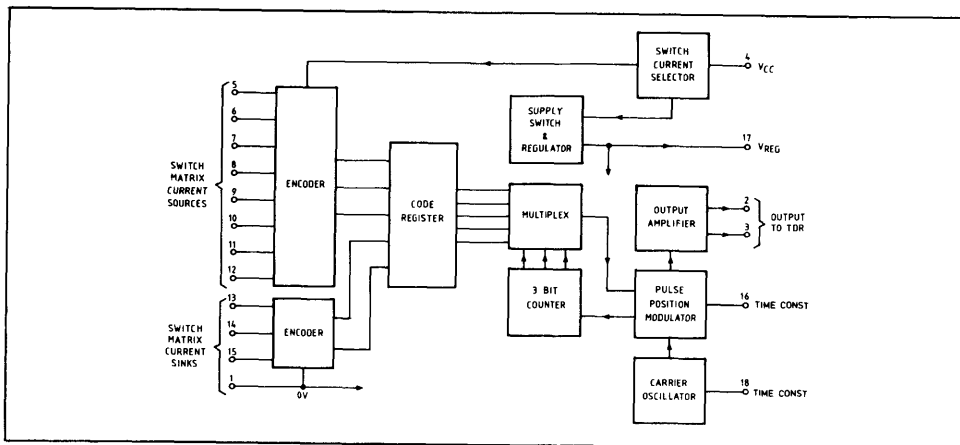 SWITCH
CURRENT
SELECTOR
4
VCC
SUPPLY
SWITCH
&
REGULATOR
17
VREG
SWITCH
MATRIX
CURRENT
SOURCES
5
6
7
8
9
10
11
12
ENCODER
CODE
REGISTER
MULTIPLEX
OUTPUT
AMPLIFIER
2
3
OUTPUT
TO TDR
3 BIT
COUNTER
PULSE
POSITION
MODULATOR
16
TIME CONST
SWITCH
MATRIX
CURRENT
SINKS
13
14
15
1
ENCODER
0V
CARRIER
OSCILLATOR
18
TIME CONST